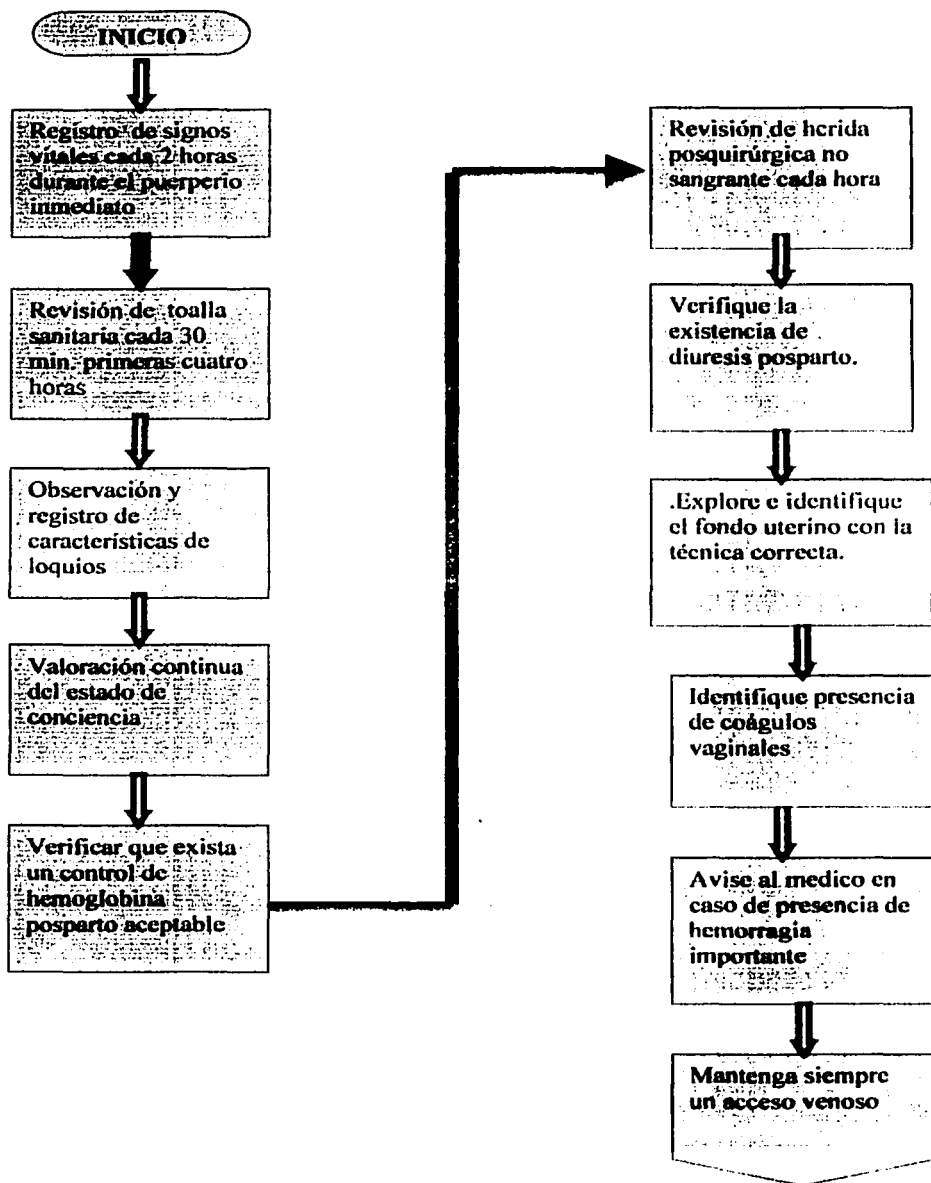 INICIO
Registro de signos
vitales cada 2 horas
durante el puerperio
inmediato
Revisión de toalla
sanitaria cada 30
min. primeras cuatro
horas
Observación y
registro de
características de
loquios
Valoración continua
del estado de
conciencia
Verificar que exista
un control de
hemoglobina
posparto aceptable
Revisión de herida
posquirúrgica no
sangrante cada hora
Verifique la
existencia de
diuresis posparto.
.Explore e identifique
el fondo uterino con la
técnica correcta.
Identifique presencia
de coágulos
vaginales
Avise al medico en
caso de presencia de
hemorragia
importante
Mantenga siempre
un acceso venoso